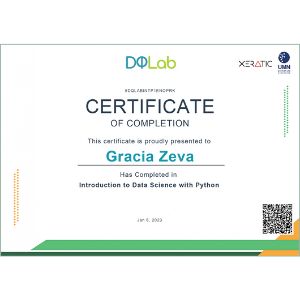 DQLab
XERATIC
UMN
CERTIFICATE
OF COMPLETION
This certificate is proudly presented to
Gracia Zeva
Has Completed in
Introduction to Data Science with Python
Jan 6, 2023